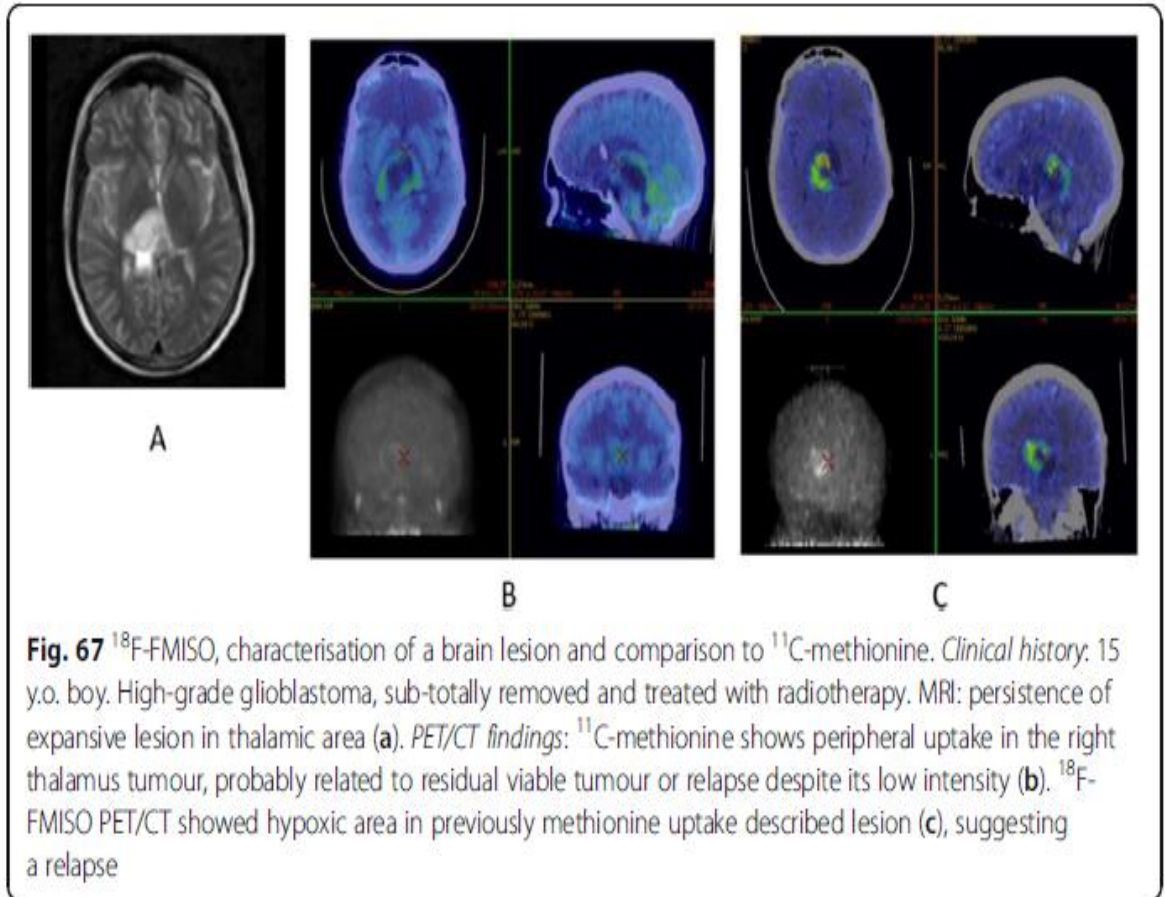 A
B
C
Fig. 67 ¹⁸F-FMISO, characterisation of a brain lesion and comparison to ¹¹C-methionine. Clinical history: 15
y.o. boy. High-grade glioblastoma, sub-totally removed and treated with radiotherapy. MRI: persistence of
expansive lesion in thalamic area (a). PET/CT findings: ¹¹C-methionine shows peripheral uptake in the right
thalamus tumour, probably related to residual viable tumour or relapse despite its low intensity (b). ¹⁸F-
FMISO PET/CT showed hypoxic area in previously methionine uptake described lesion (c), suggesting
a relapse